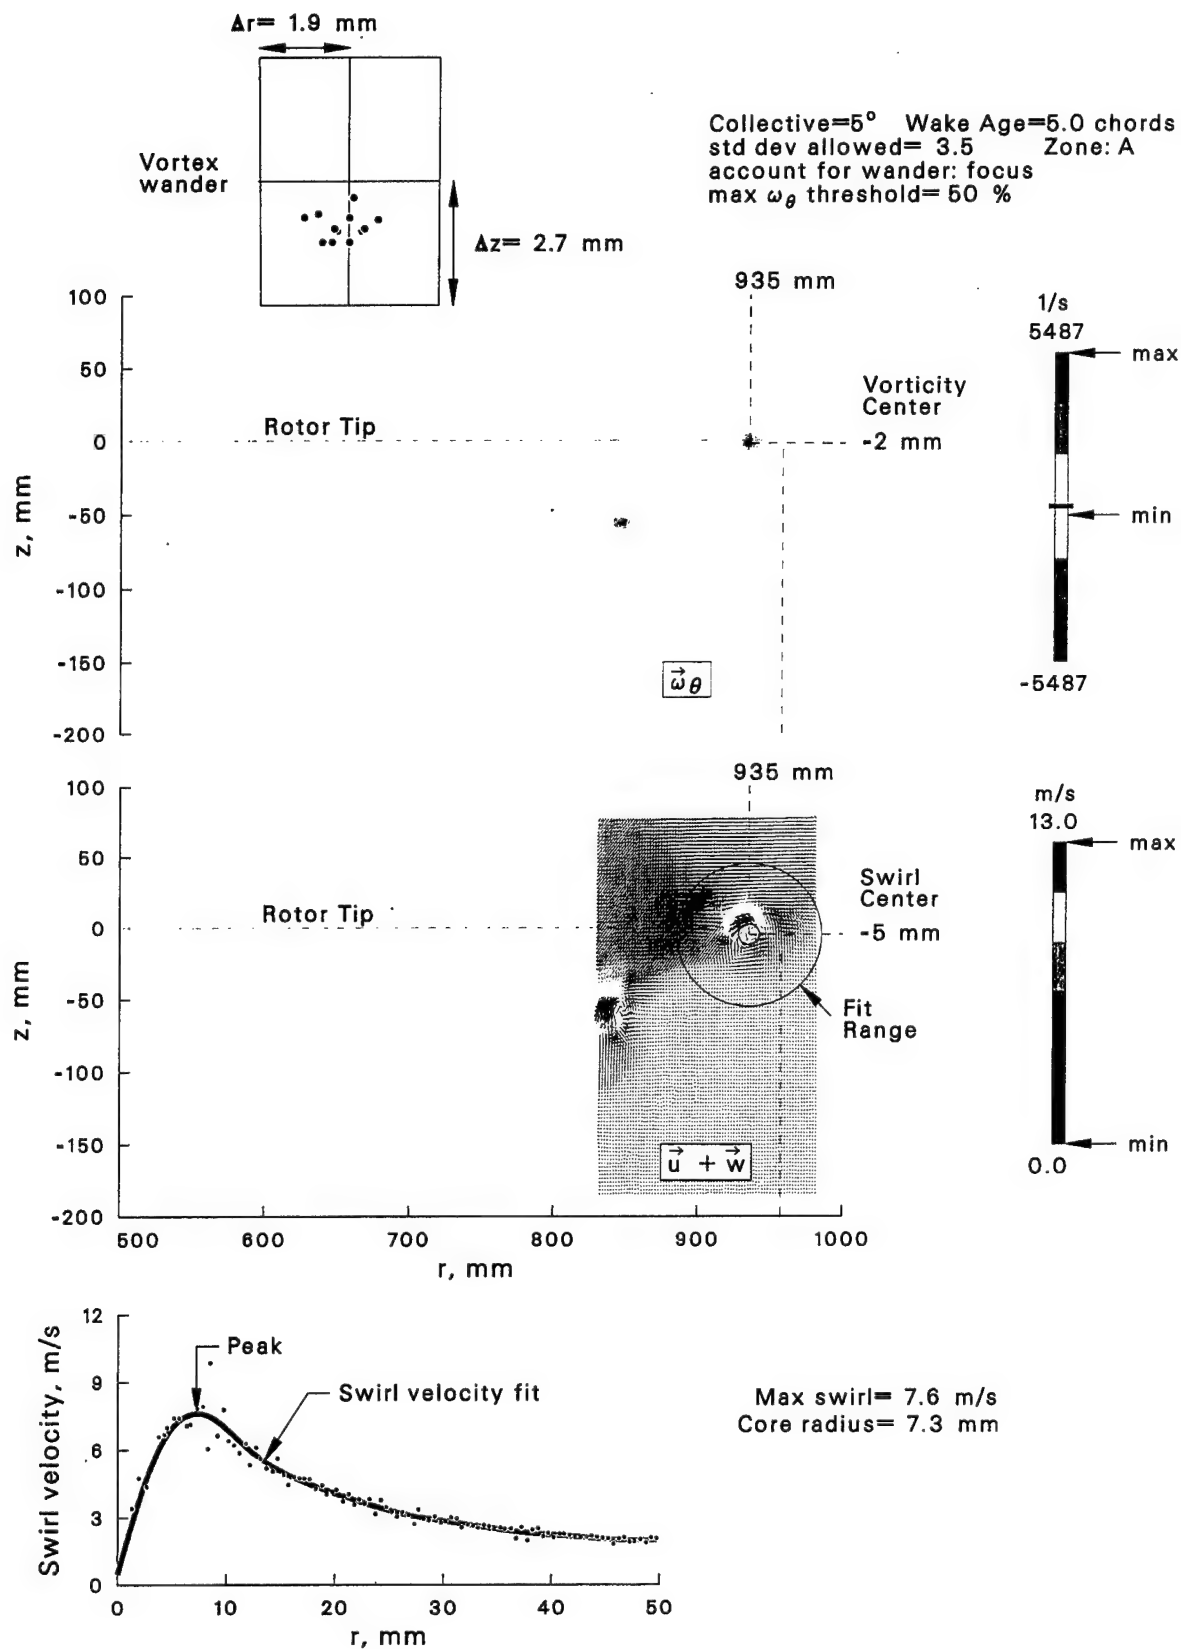 Δr= 1.9 mm
Vortex
wander
Δz= 2.7 mm
Collective=5° Wake Age=5.0 chords
std dev allowed= 3.5 Zone: A
account for wander: focus
max ωθ threshold= 50 %
935 mm
100
50
0
-50
-100
-150
-200
z, mm
Rotor Tip
Vorticity
Center
-2 mm
ωθ
1/s
5487
max
min
-5487
935 mm
100
50
0
-50
-100
-150
-200
z, mm
Rotor Tip
Swirl
Center
-5 mm
Fit
Range
u + w
m/s
13.0
max
min
0.0
500 600 700 800 900 1000
r, mm
12
9
6
3
0
Swirl velocity, m/s
Peak
Swirl velocity fit
Max swirl= 7.6 m/s
Core radius= 7.3 mm
0 10 20 30 40 50
r, mm